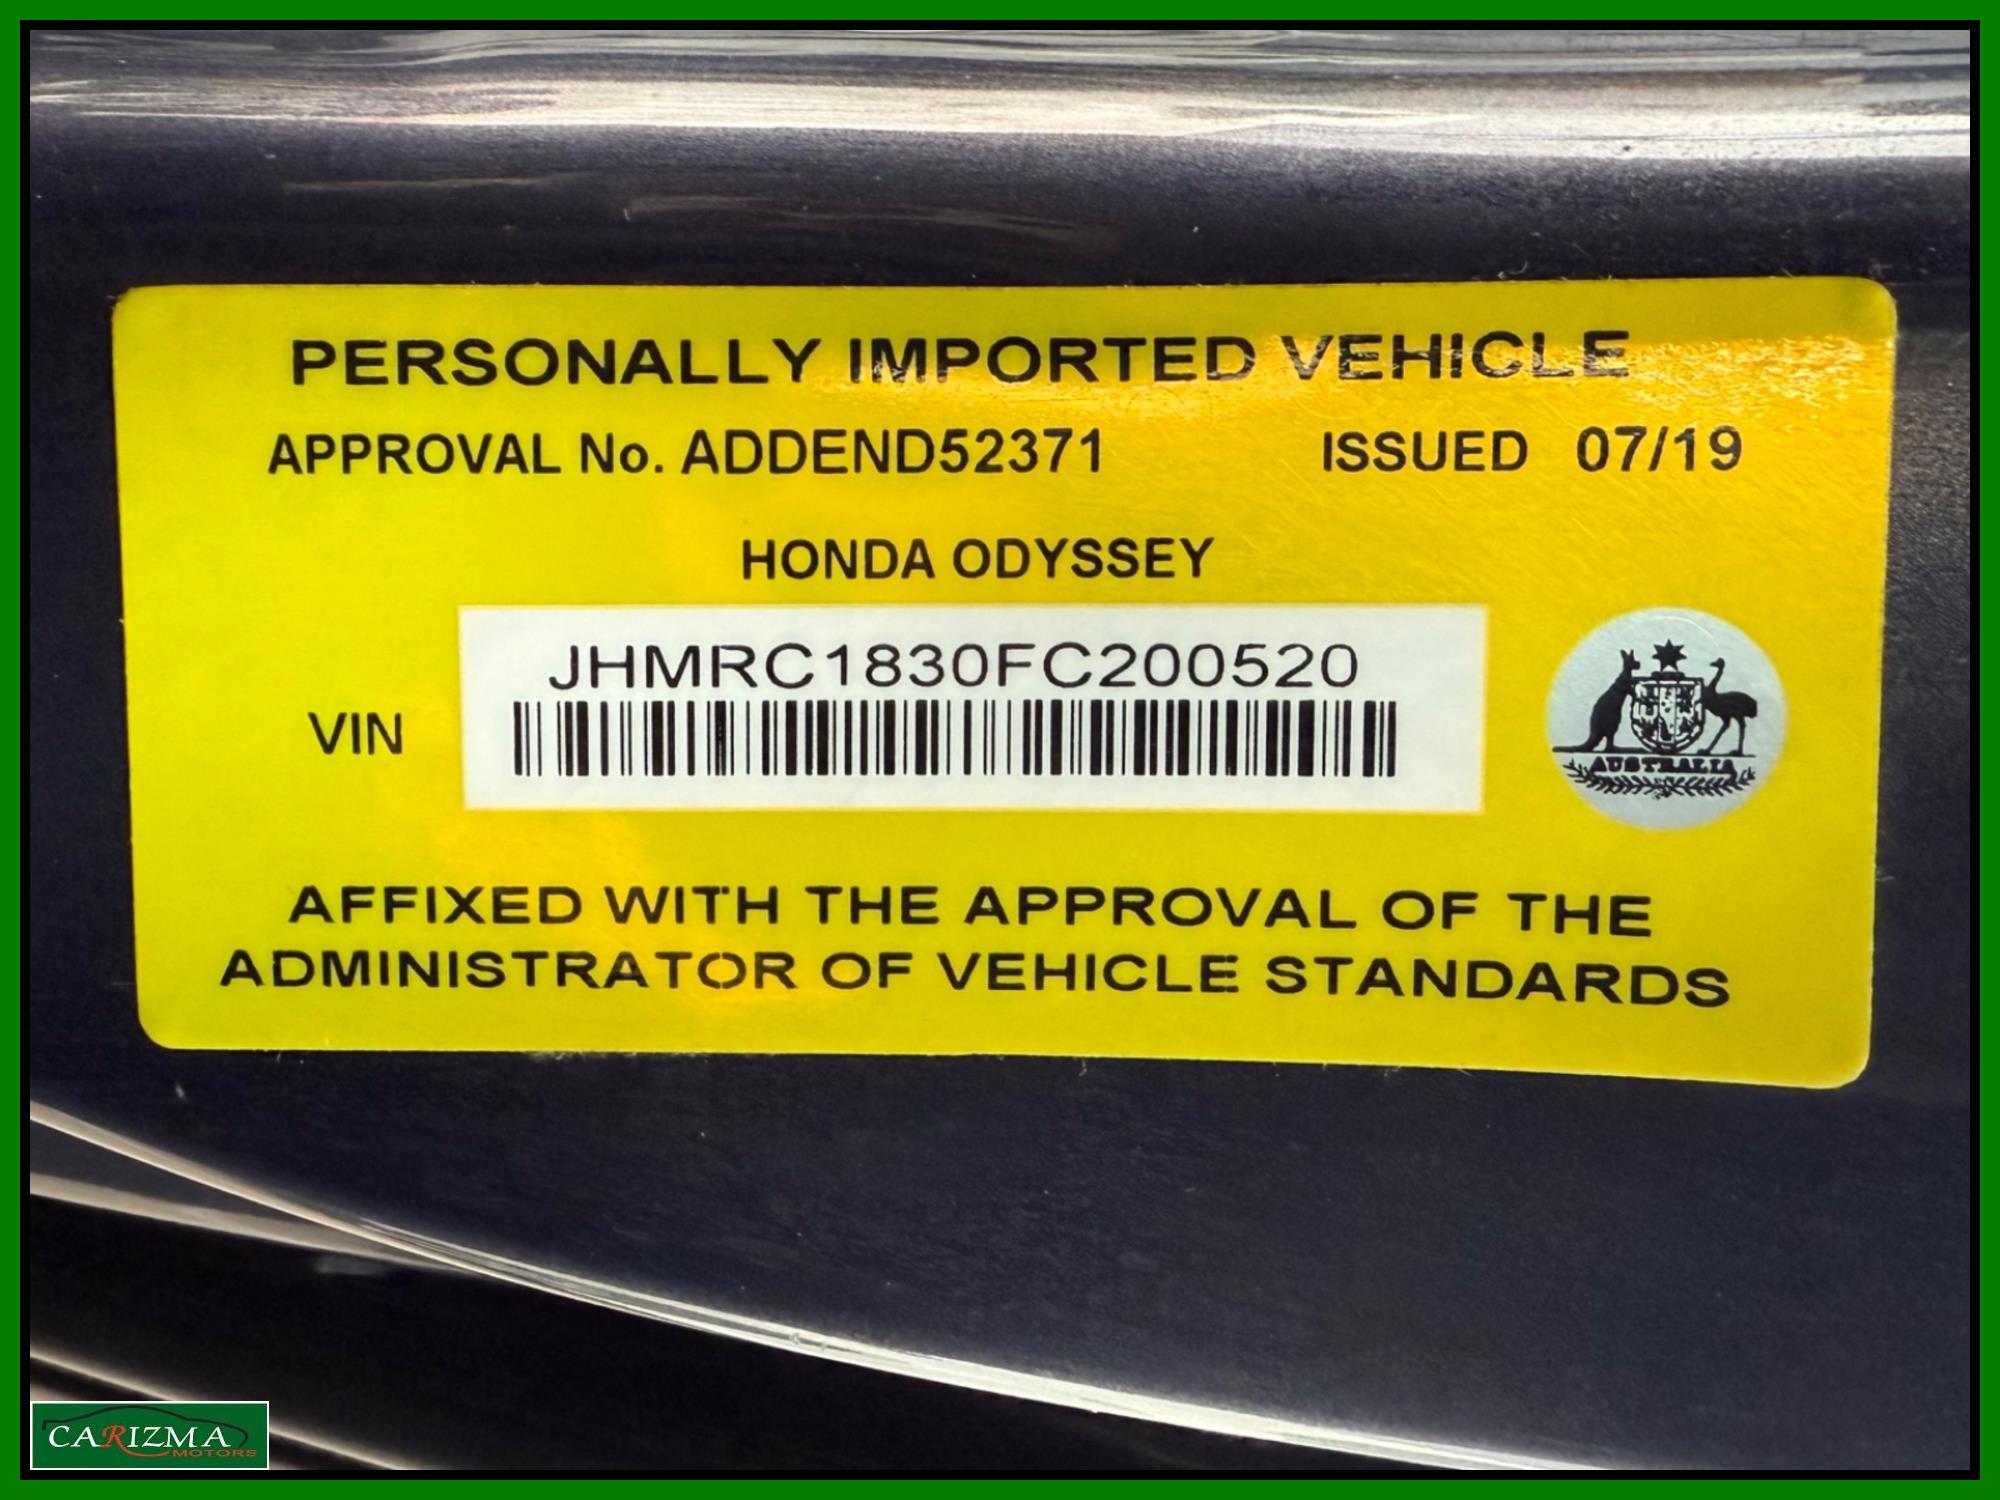 PERSONALLY IMPORTED VEHICLE
APPROVAL No. ADDEND52371 ISSUED 07/19
HONDA ODYSSEY
JHMRC1830FC200520
VIN
AUSTRALIA
AFFIXED WITH THE APPROVAL OF THE
ADMINISTRATOR OF VEHICLE STANDARDS
CARIZMA
MOTORS